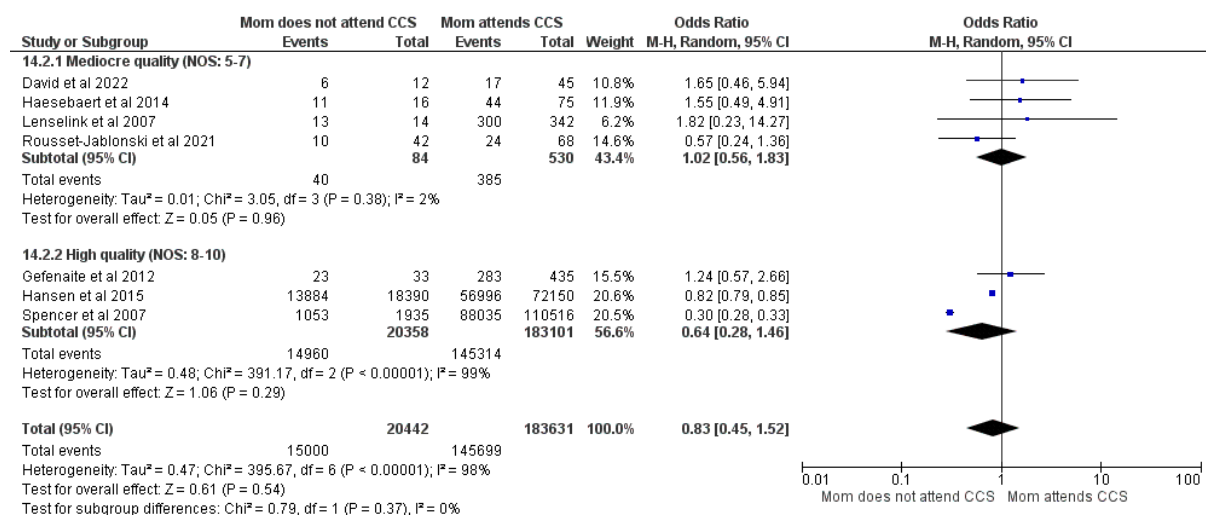 Mom does not attend CCS Mom attends CCS Odds Ratio Odds Ratio
Study or Subgroup Events Total Events Total Weight M-H, Random, 95% CI M-H, Random, 95% CI
14.2.1 Mediocre quality (NOS: 5-7)
David et al 2022 6 12 17 45 10.8% 1.65 [0.46, 5.94]
Haesebaert et al 2014 11 16 44 75 11.9% 1.55 [0.49, 4.91]
Lenselink et al 2007 13 14 300 342 6.2% 1.82 [0.23, 14.27]
Rousset-Jablonski et al 2021 10 42 24 68 14.6% 0.57 [0.24, 1.36]
Subtotal (95% CI) 84 530 43.4% 1.02 [0.56, 1.83]
Total events 40 385
Heterogeneity: Tau² = 0.01; Chi² = 3.05, df = 3 (P = 0.38); I² = 2%
Test for overall effect: Z = 0.05 (P = 0.96)
14.2.2 High quality (NOS: 8-10)
Gefenaite et al 2012 23 33 283 435 15.5% 1.24 [0.57, 2.66]
Hansen et al 2015 13884 18390 56996 72150 20.6% 0.82 [0.79, 0.85]
Spencer et al 2007 1053 1935 88035 110516 20.5% 0.30 [0.28, 0.33]
Subtotal (95% CI) 20358 183101 56.6% 0.64 [0.28, 1.46]
Total events 14960 145314
Heterogeneity: Tau² = 0.48; Chi² = 391.17, df = 2 (P < 0.00001); I² = 99%
Test for overall effect: Z = 1.06 (P = 0.29)
Total (95% CI) 20442 183631 100.0% 0.83 [0.45, 1.52]
Total events 15000 145699
Heterogeneity: Tau² = 0.47; Chi² = 395.67, df = 6 (P < 0.00001); I² = 98%
Test for overall effect: Z = 0.61 (P = 0.54)
Test for subgroup differences: Chi² = 0.79, df = 1 (P = 0.37), I² = 0%
0.01 0.1 1 10 100
Mom does not attend CCS Mom attends CCS